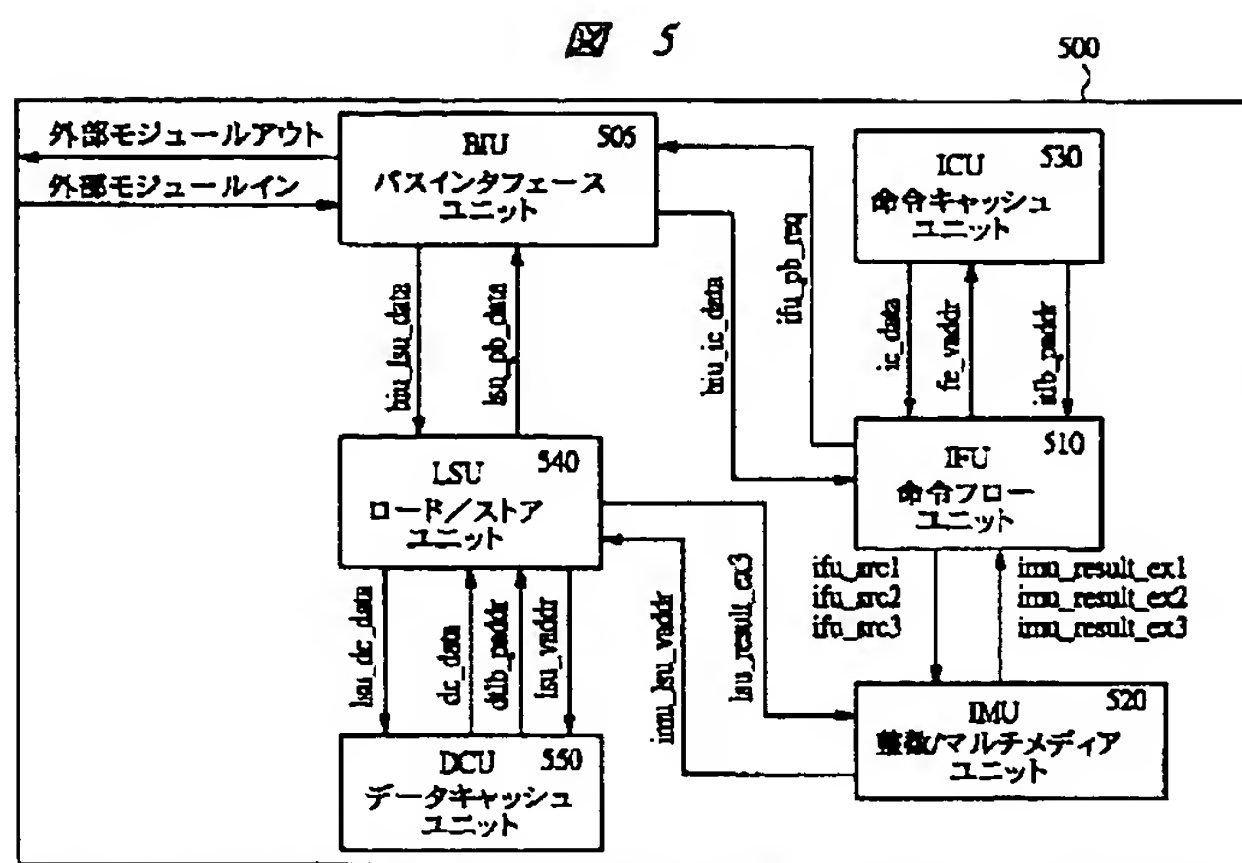 図 5
500
外部モジュールアウト
外部モジュールイン
BIU 505
バスインタフェース
ユニット
ICU 530
命令キャッシュ
ユニット
biu_lsu_data
lsu_pb_data
biu_ic_data
ifu_pb_req
ic_data
fe_vaddr
itlb_paddr
LSU 540
ロード/ストア
ユニット
IFU 510
命令フロー
ユニット
lsu_dc_data
dc_data
dtlb_paddr
lsu_vaddr
imu_lsu_vaddr
lsu_result_ex3
ifu_src1
ifu_src2
ifu_src3
imu_result_ex1
imu_result_ex2
imu_result_ex3
DCU 550
データキャッシュ
ユニット
IMU 520
整数/マルチメディア
ユニット